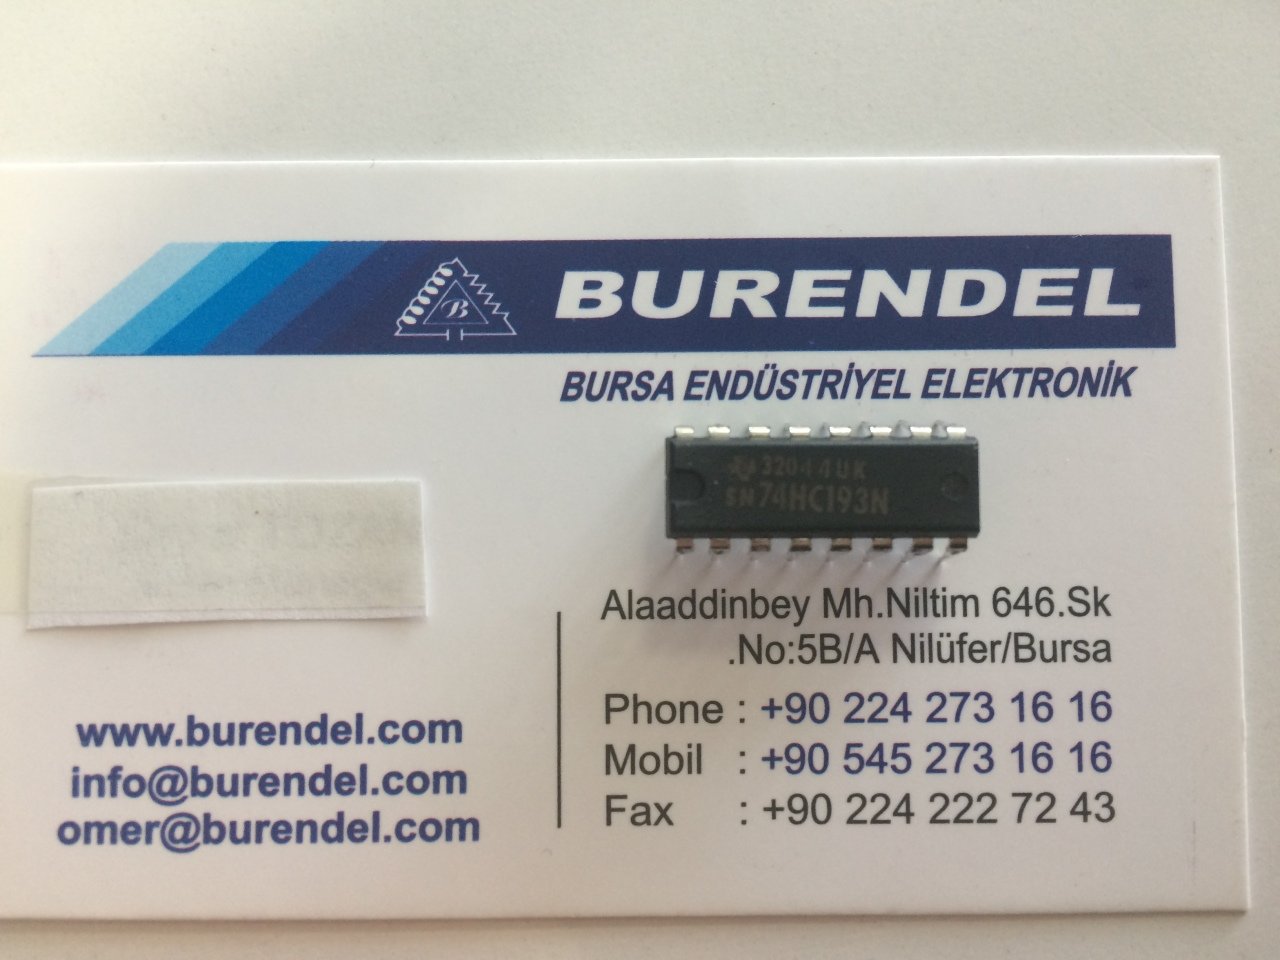 BURENDEL
BURSA ENDÜSTRİYEL ELEKTRONİK
32044UK
SN74HC193N
Alaaddinbey Mh.Niltim 646.Sk
.No:5B/A Nilüfer/Bursa
Phone : +90 224 273 16 16
Mobil : +90 545 273 16 16
Fax : +90 224 222 72 43
www.burendel.com
info@burendel.com
omer@burendel.com